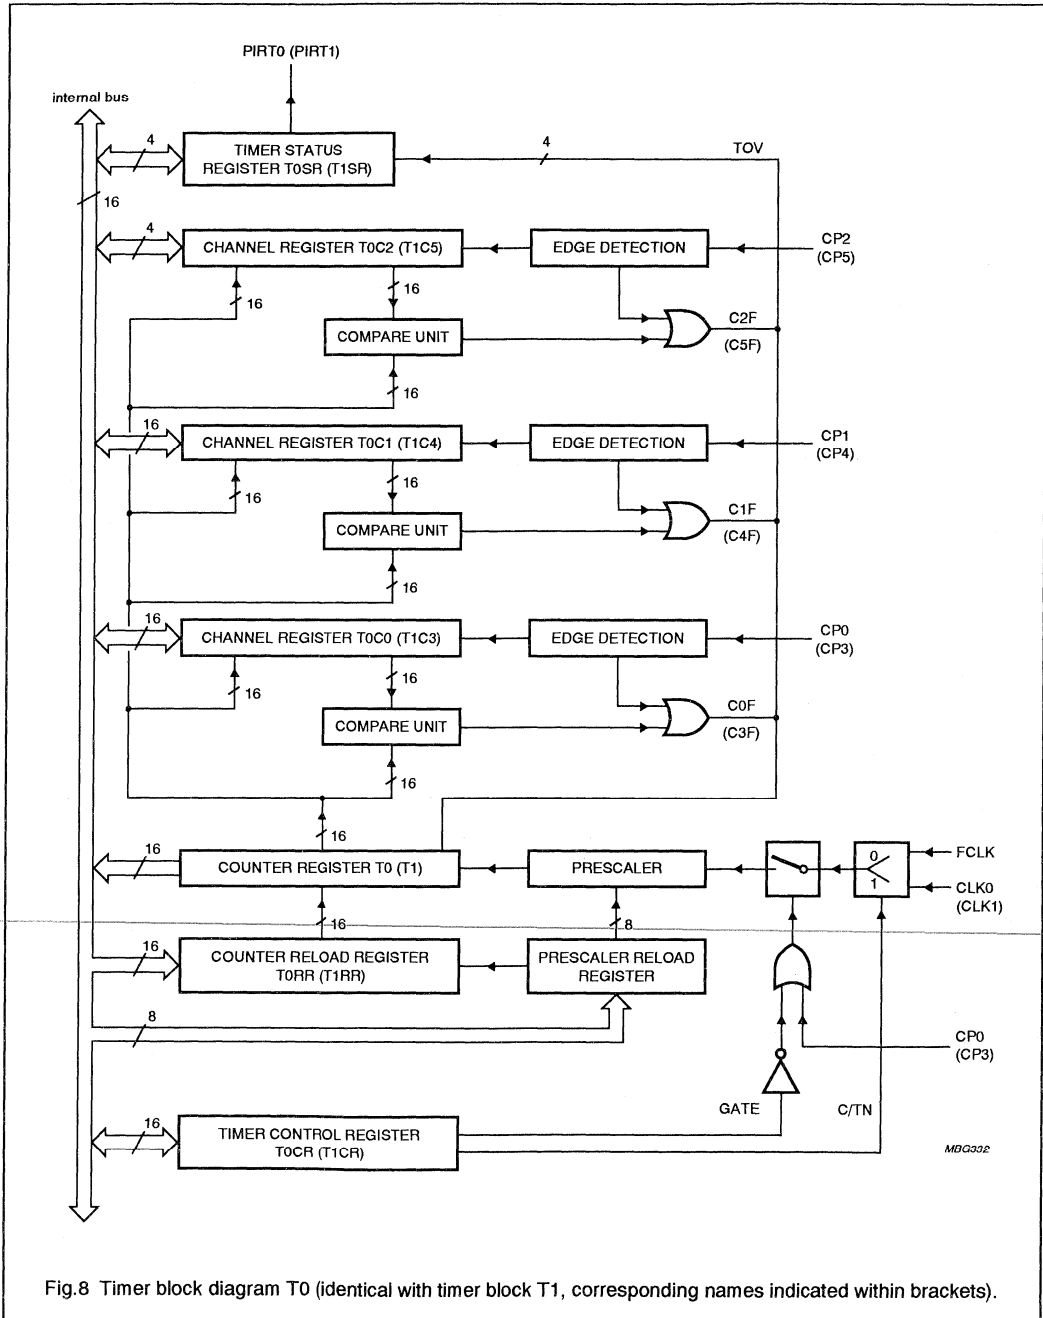 PIRT0 (PIRT1)
internal bus
4
TIMER STATUS
REGISTER T0SR (T1SR)
4
TOV
16
4
CHANNEL REGISTER T0C2 (T1C5)
EDGE DETECTION
CP2
(CP5)
16
16
COMPARE UNIT
C2F
(C5F)
16
16
CHANNEL REGISTER T0C1 (T1C4)
EDGE DETECTION
CP1
(CP4)
16
16
COMPARE UNIT
C1F
(C4F)
16
16
CHANNEL REGISTER T0C0 (T1C3)
EDGE DETECTION
CP0
(CP3)
16
16
COMPARE UNIT
C0F
(C3F)
16
16
16
COUNTER REGISTER T0 (T1)
PRESCALER
0
1
FCLK
CLK0
(CLK1)
16
8
16
COUNTER RELOAD REGISTER
T0RR (T1RR)
PRESCALER RELOAD
REGISTER
8
CP0
(CP3)
GATE
C/TN
16
TIMER CONTROL REGISTER
T0CR (T1CR)
MBG332
Fig.8 Timer block diagram T0 (identical with timer block T1, corresponding names indicated within brackets).